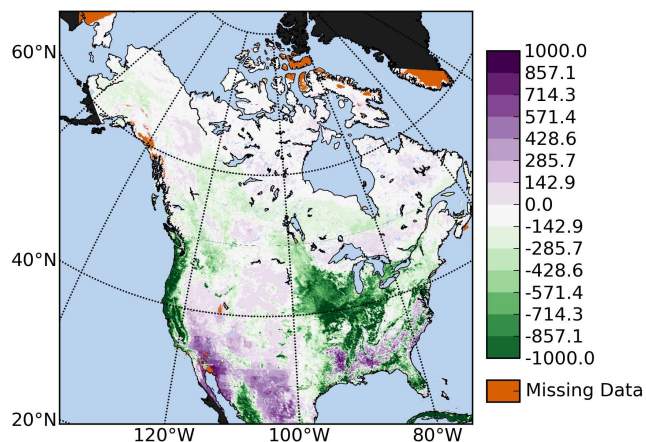 60°N
40°N
20°N
120°W
100°W
80°W
1000.0
857.1
714.3
571.4
428.6
285.7
142.9
0.0
-142.9
-285.7
-428.6
-571.4
-714.3
-857.1
-1000.0
Missing Data